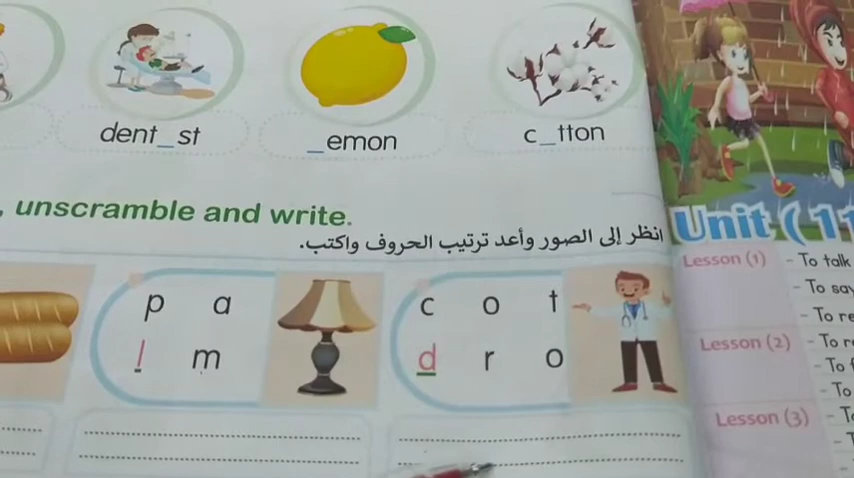 dent_st
_emon
c_tton
, unscramble and write.
انظر إلى الصور وأعد ترتيب الحروف واكتب.
p a
l m
c o t
d r o
Unit (11
Lesson (1) - To talk
- To say
- To re
Lesson (2) - To r
- To f
- To
Lesson (3) - T